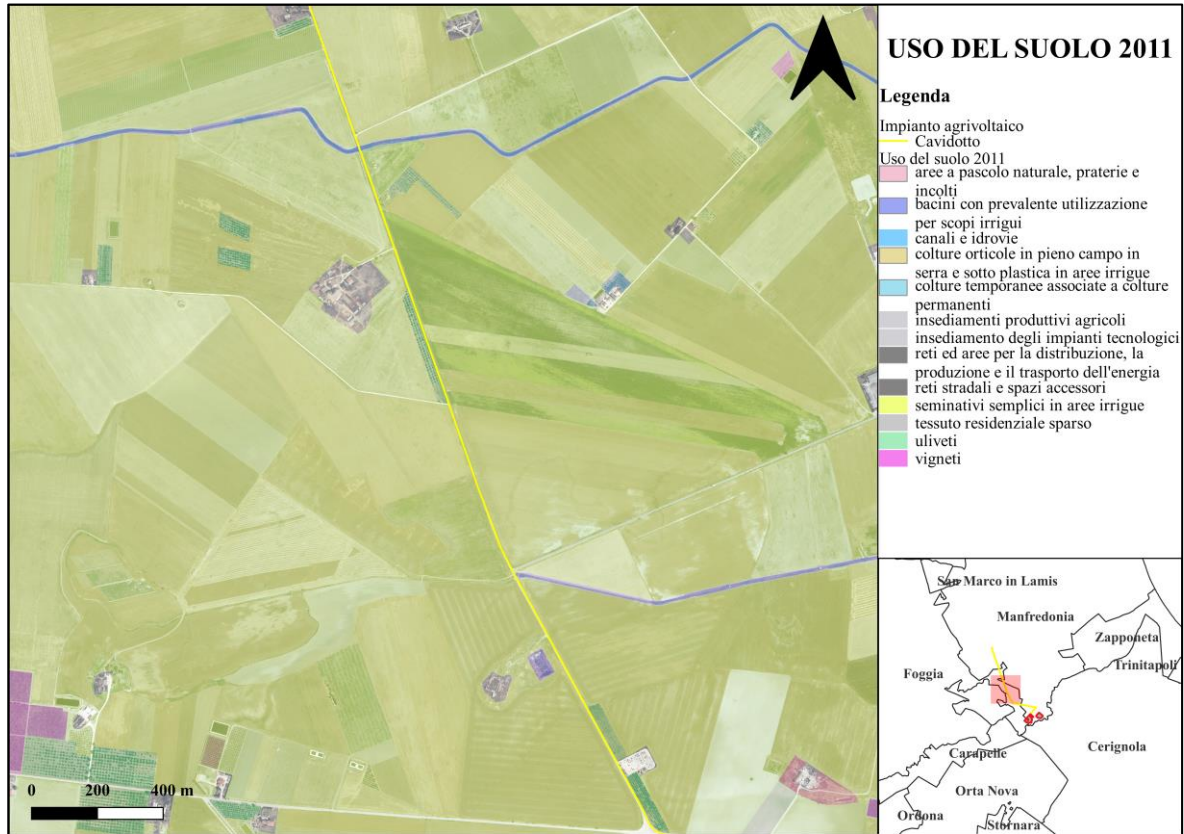 USO DEL SUOLO 2011
Legenda
Impianto agrivoltaico
Cavidotto
Uso del suolo 2011
aree a pascolo naturale, praterie e
incolti
bacini con prevalente utilizzazione
per scopi irrigui
canali e idrovie
colture orticole in pieno campo in
serra e sotto plastica in aree irrigue
colture temporanee associate a colture
permanenti
insediamenti produttivi agricoli
insediamento degli impianti tecnologici
reti ed aree per la distribuzione, la
produzione e il trasporto dell'energia
reti stradali e spazi accessori
seminativi semplici in aree irrigue
tessuto residenziale sparso
uliveti
vigneti
San Marco in Lamis
Manfredonia
Zapponeta
Trinitapoli
Foggia
Cerignola
Carapelle
Orta Nova
Ordona
Stornara
0 200 400 m